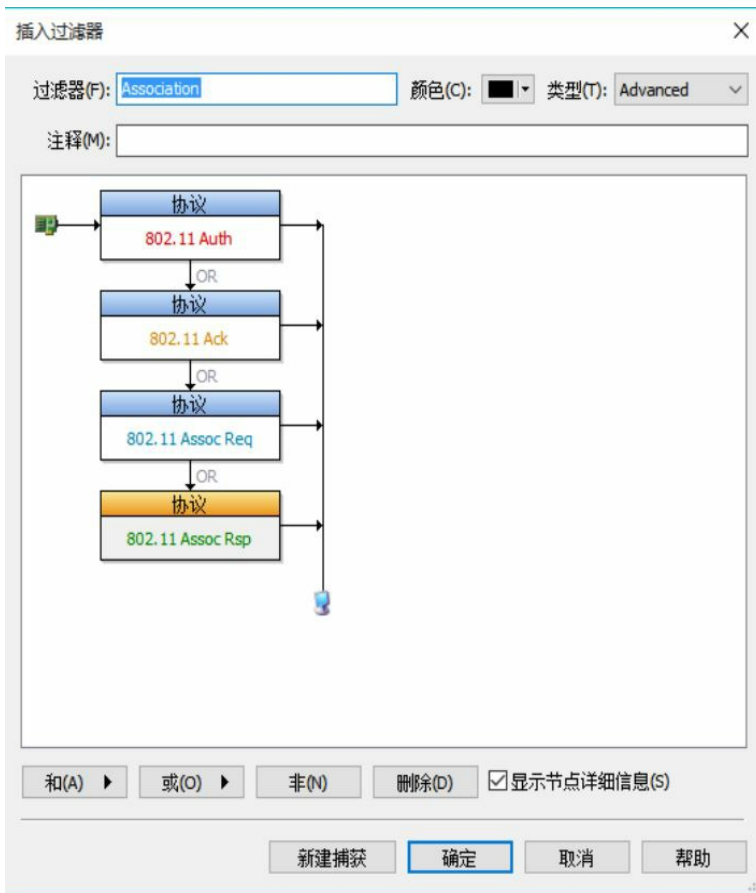 插入过滤器
过滤器(F): Association 颜色(C): 类型(T): Advanced
注释(M):
协议
802.11 Auth
OR
协议
802.11 Ack
OR
协议
802.11 Assoc Req
OR
协议
802.11 Assoc Rsp
和(A) 或(O) 非(N) 删除(D) 显示节点详细信息(S)
新建捕获 确定 取消 帮助